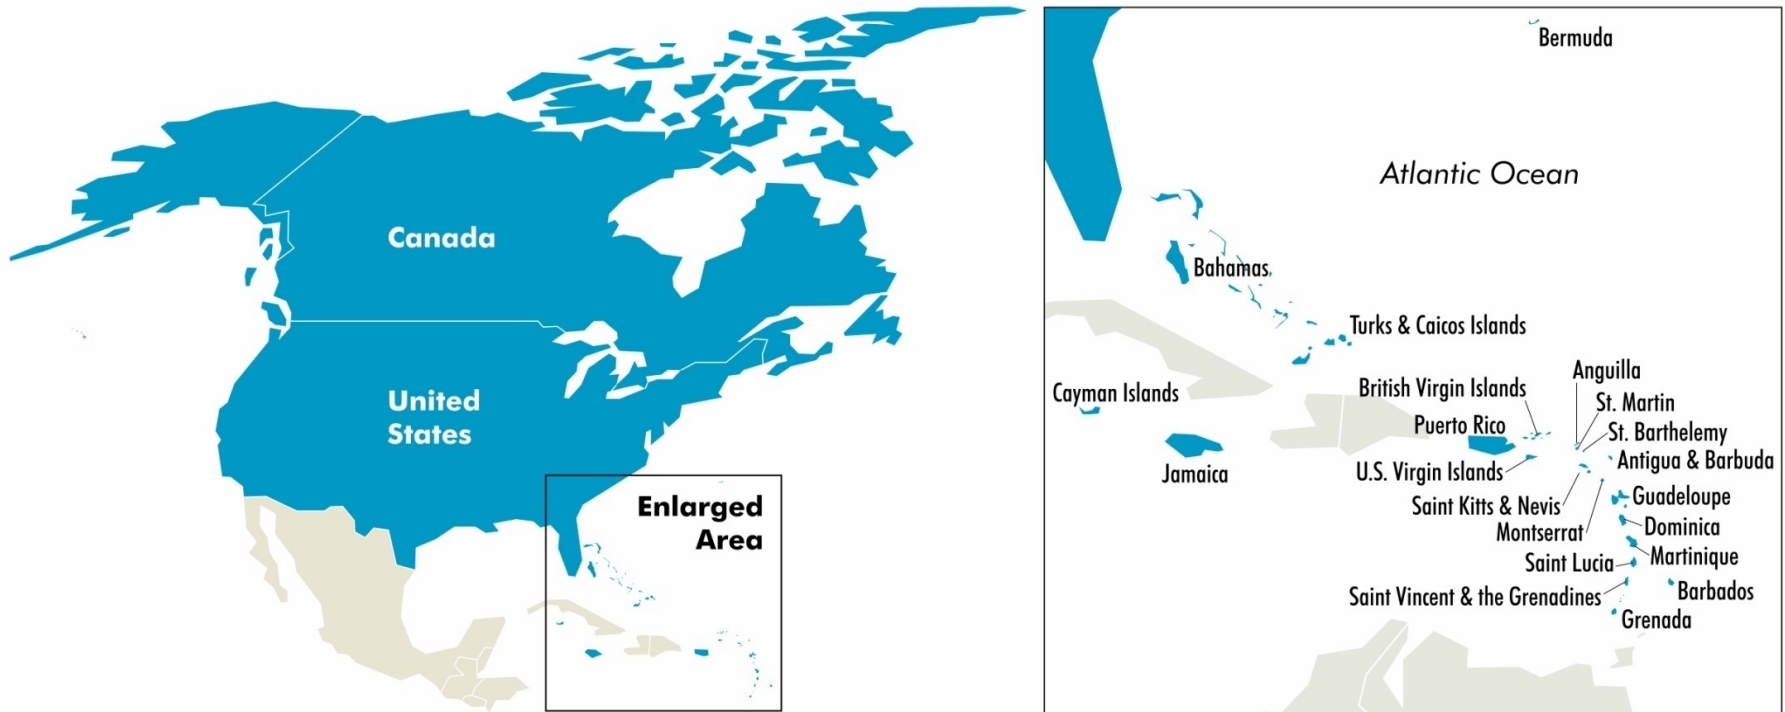 Canada
United
States
Enlarged
Area
Bermuda
Atlantic Ocean
Bahamas
Turks & Caicos Islands
Cayman Islands
Jamaica
British Virgin Islands
Puerto Rico
U.S. Virgin Islands
Anguilla
St. Martin
St. Barthelemy
Antigua & Barbuda
Saint Kitts & Nevis
Montserrat
Guadeloupe
Dominica
Martinique
Saint Lucia
Barbados
Saint Vincent & the Grenadines
Grenada